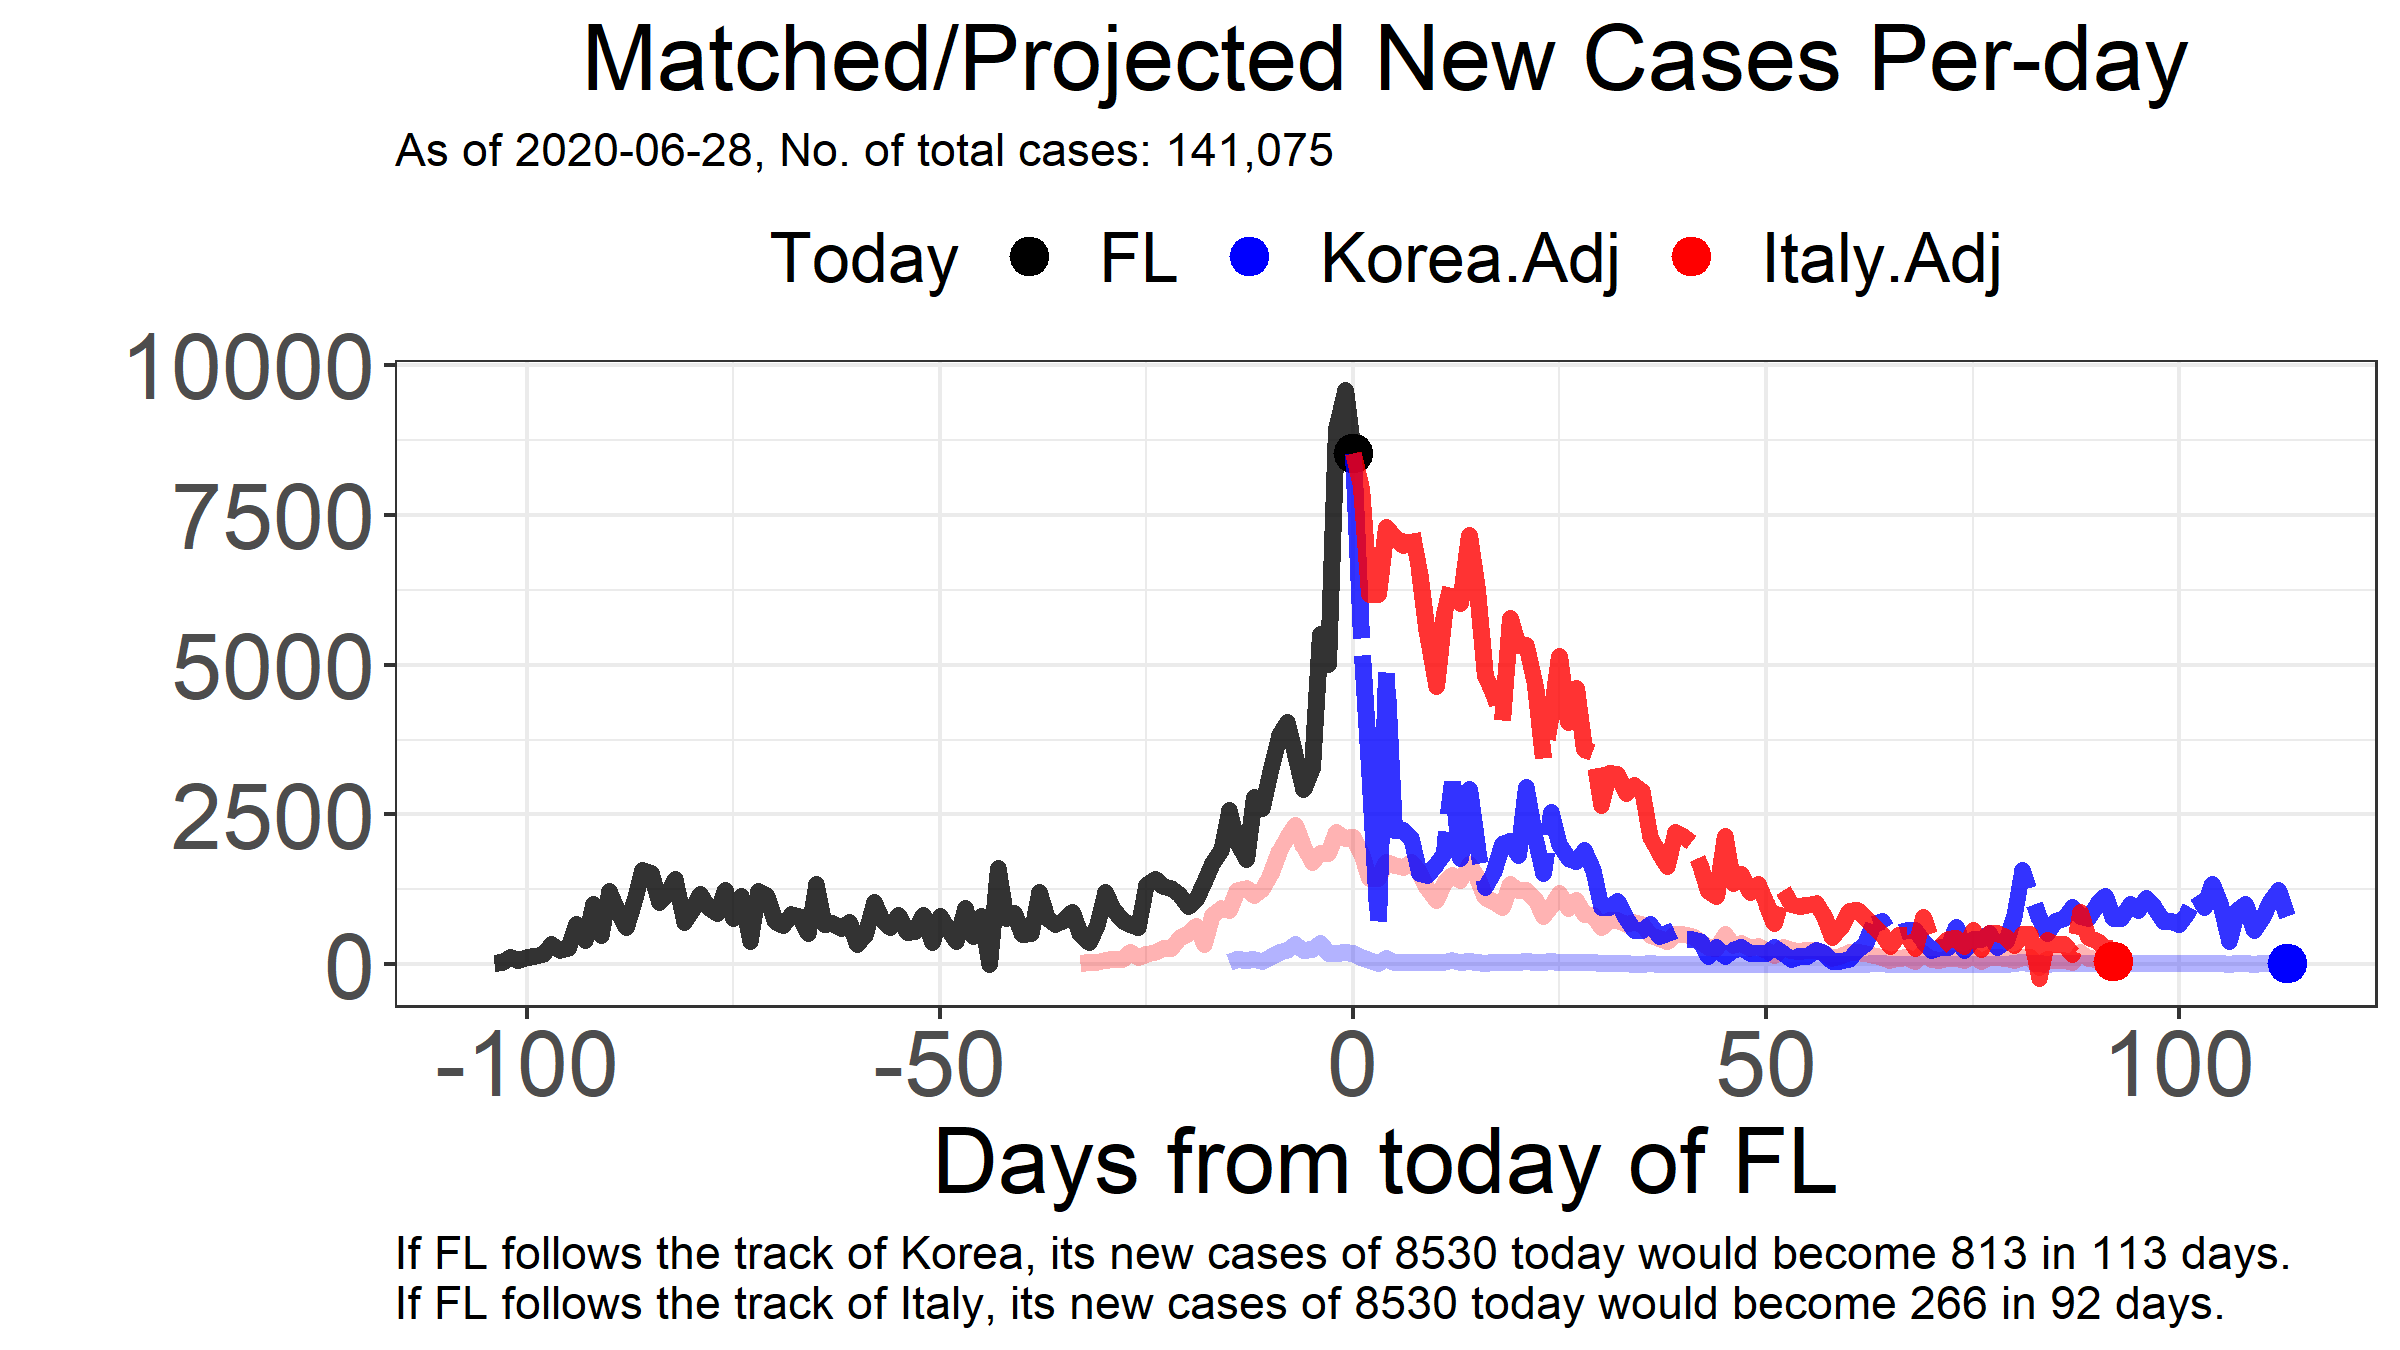 Matched/Projected New Cases Per-day
As of 2020-06-28, No. of total cases: 141,075
Today FL Korea.Adj Italy.Adj
10000
7500
5000
2500
0
-100 -50 0 50 100
Days from today of FL
If FL follows the track of Korea, its new cases of 8530 today would become 813 in 113 days.
If FL follows the track of Italy, its new cases of 8530 today would become 266 in 92 days.